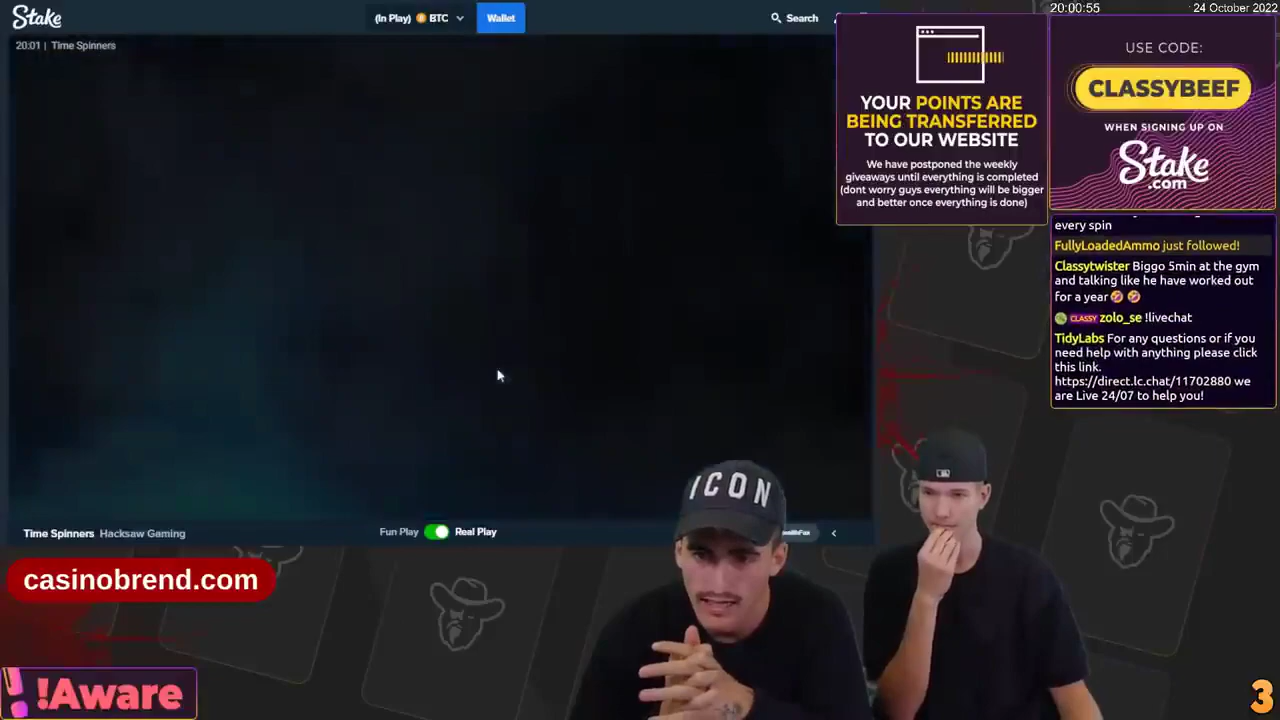 Stake
(In Play) BTC
Wallet
Search
20:00:55
24 October 2022
20:01 | Time Spinners
YOUR POINTS ARE
BEING TRANSFERRED
TO OUR WEBSITE
We have postponed the weekly
giveaways until everything is completed
(dont worry guys everything will be bigger
and better once everything is done)
USE CODE:
CLASSYBEEF
WHEN SIGNING UP ON
Stake
.com
every spin
FullyLoadedAmmo just followed!
Classytwister Biggo 5min at the gym
and talking like he have worked out
for a year🤣 🤣
CLASSY zolo_se !livechat
TidyLabs For any questions or if you
need help with anything please click
this link.
https://direct.lc.chat/11702880 we
are Live 24/07 to help you!
ICON
Time Spinners Hacksaw Gaming
Fun Play
Real Play
casinobrend.com
!Aware
3